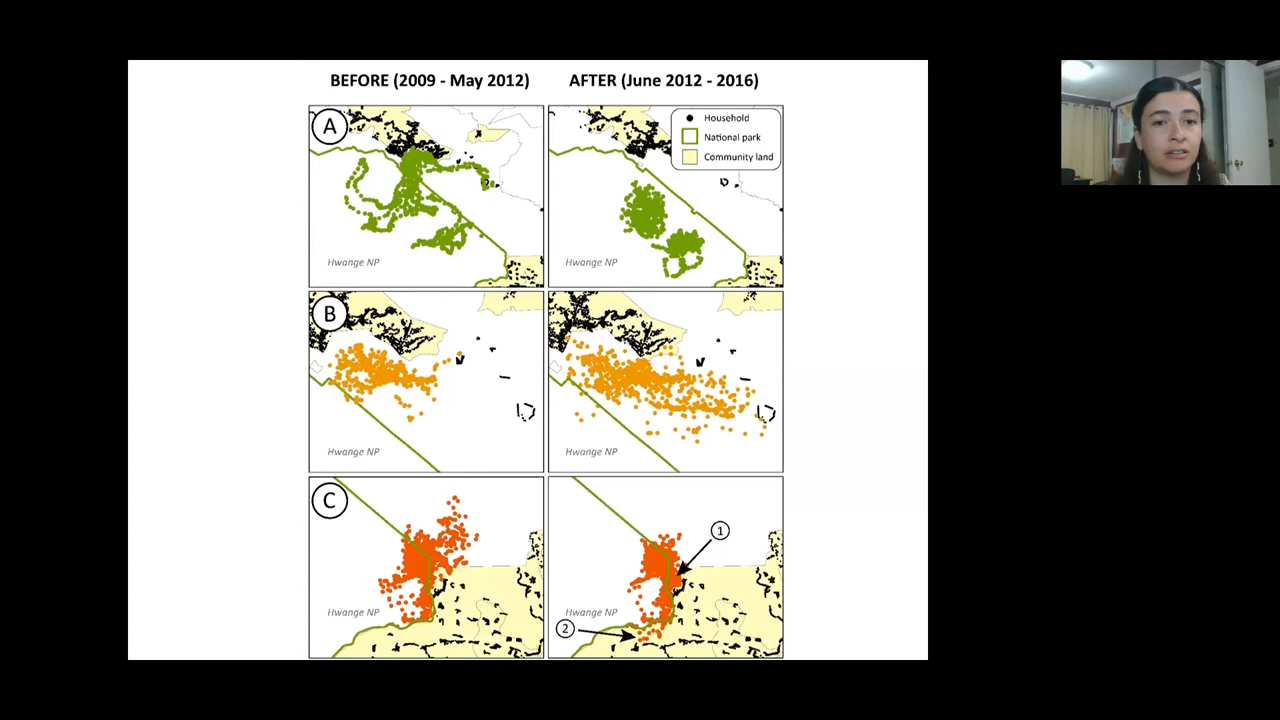 BEFORE (2009 - May 2012)
AFTER (June 2012 - 2016)
A
Household
National park
Community land
Hwange NP
Hwange NP
B
Hwange NP
Hwange NP
C
1
Hwange NP
Hwange NP
2